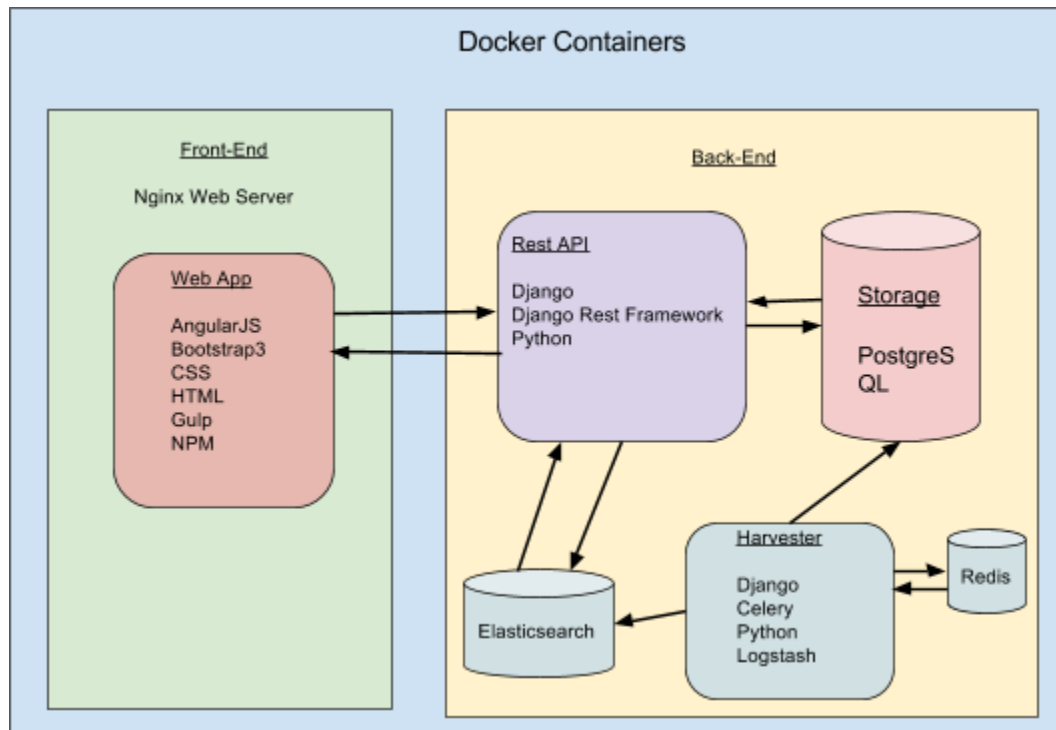 Docker Containers
Front-End
Nginx Web Server
Web App
AngularJS
Bootstrap3
CSS
HTML
Gulp
NPM
Back-End
Rest API
Django
Django Rest Framework
Python
Storage
PostgreS
QL
Elasticsearch
Harvester
Django
Celery
Python
Logstash
Redis